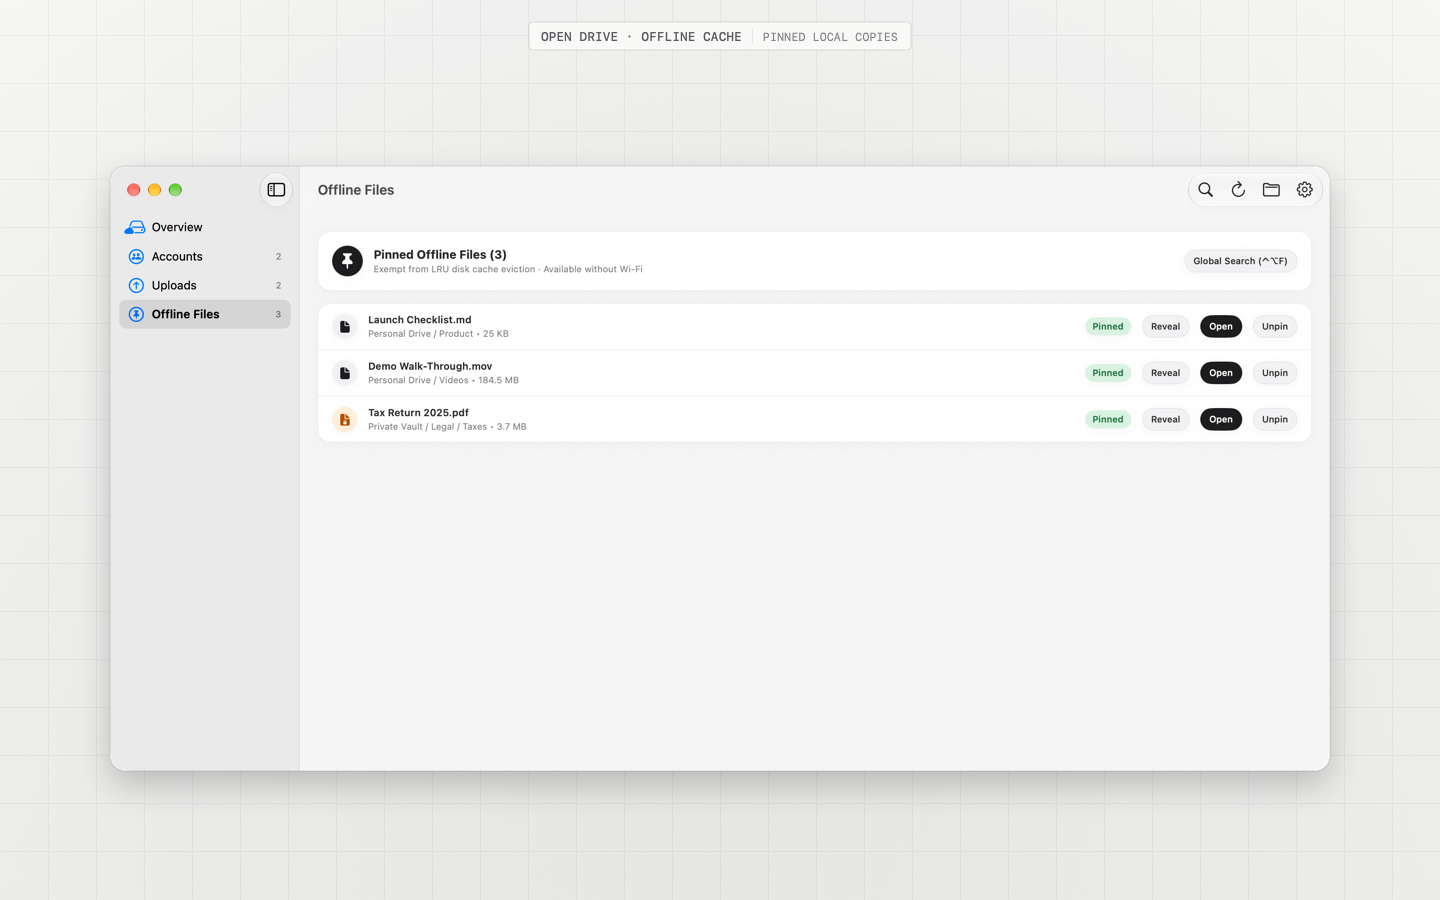 OPEN DRIVE · OFFLINE CACHE PINNED LOCAL COPIES
Offline Files
Overview
Accounts 2
Uploads 2
Offline Files 3
Pinned Offline Files (3)
Exempt from LRU disk cache eviction · Available without Wi-Fi
Global Search (⌃⌥F)
Launch Checklist.md
Personal Drive / Product • 25 KB
Pinned Reveal Open Unpin
Demo Walk-Through.mov
Personal Drive / Videos • 184.5 MB
Pinned Reveal Open Unpin
Tax Return 2025.pdf
Private Vault / Legal / Taxes • 3.7 MB
Pinned Reveal Open Unpin